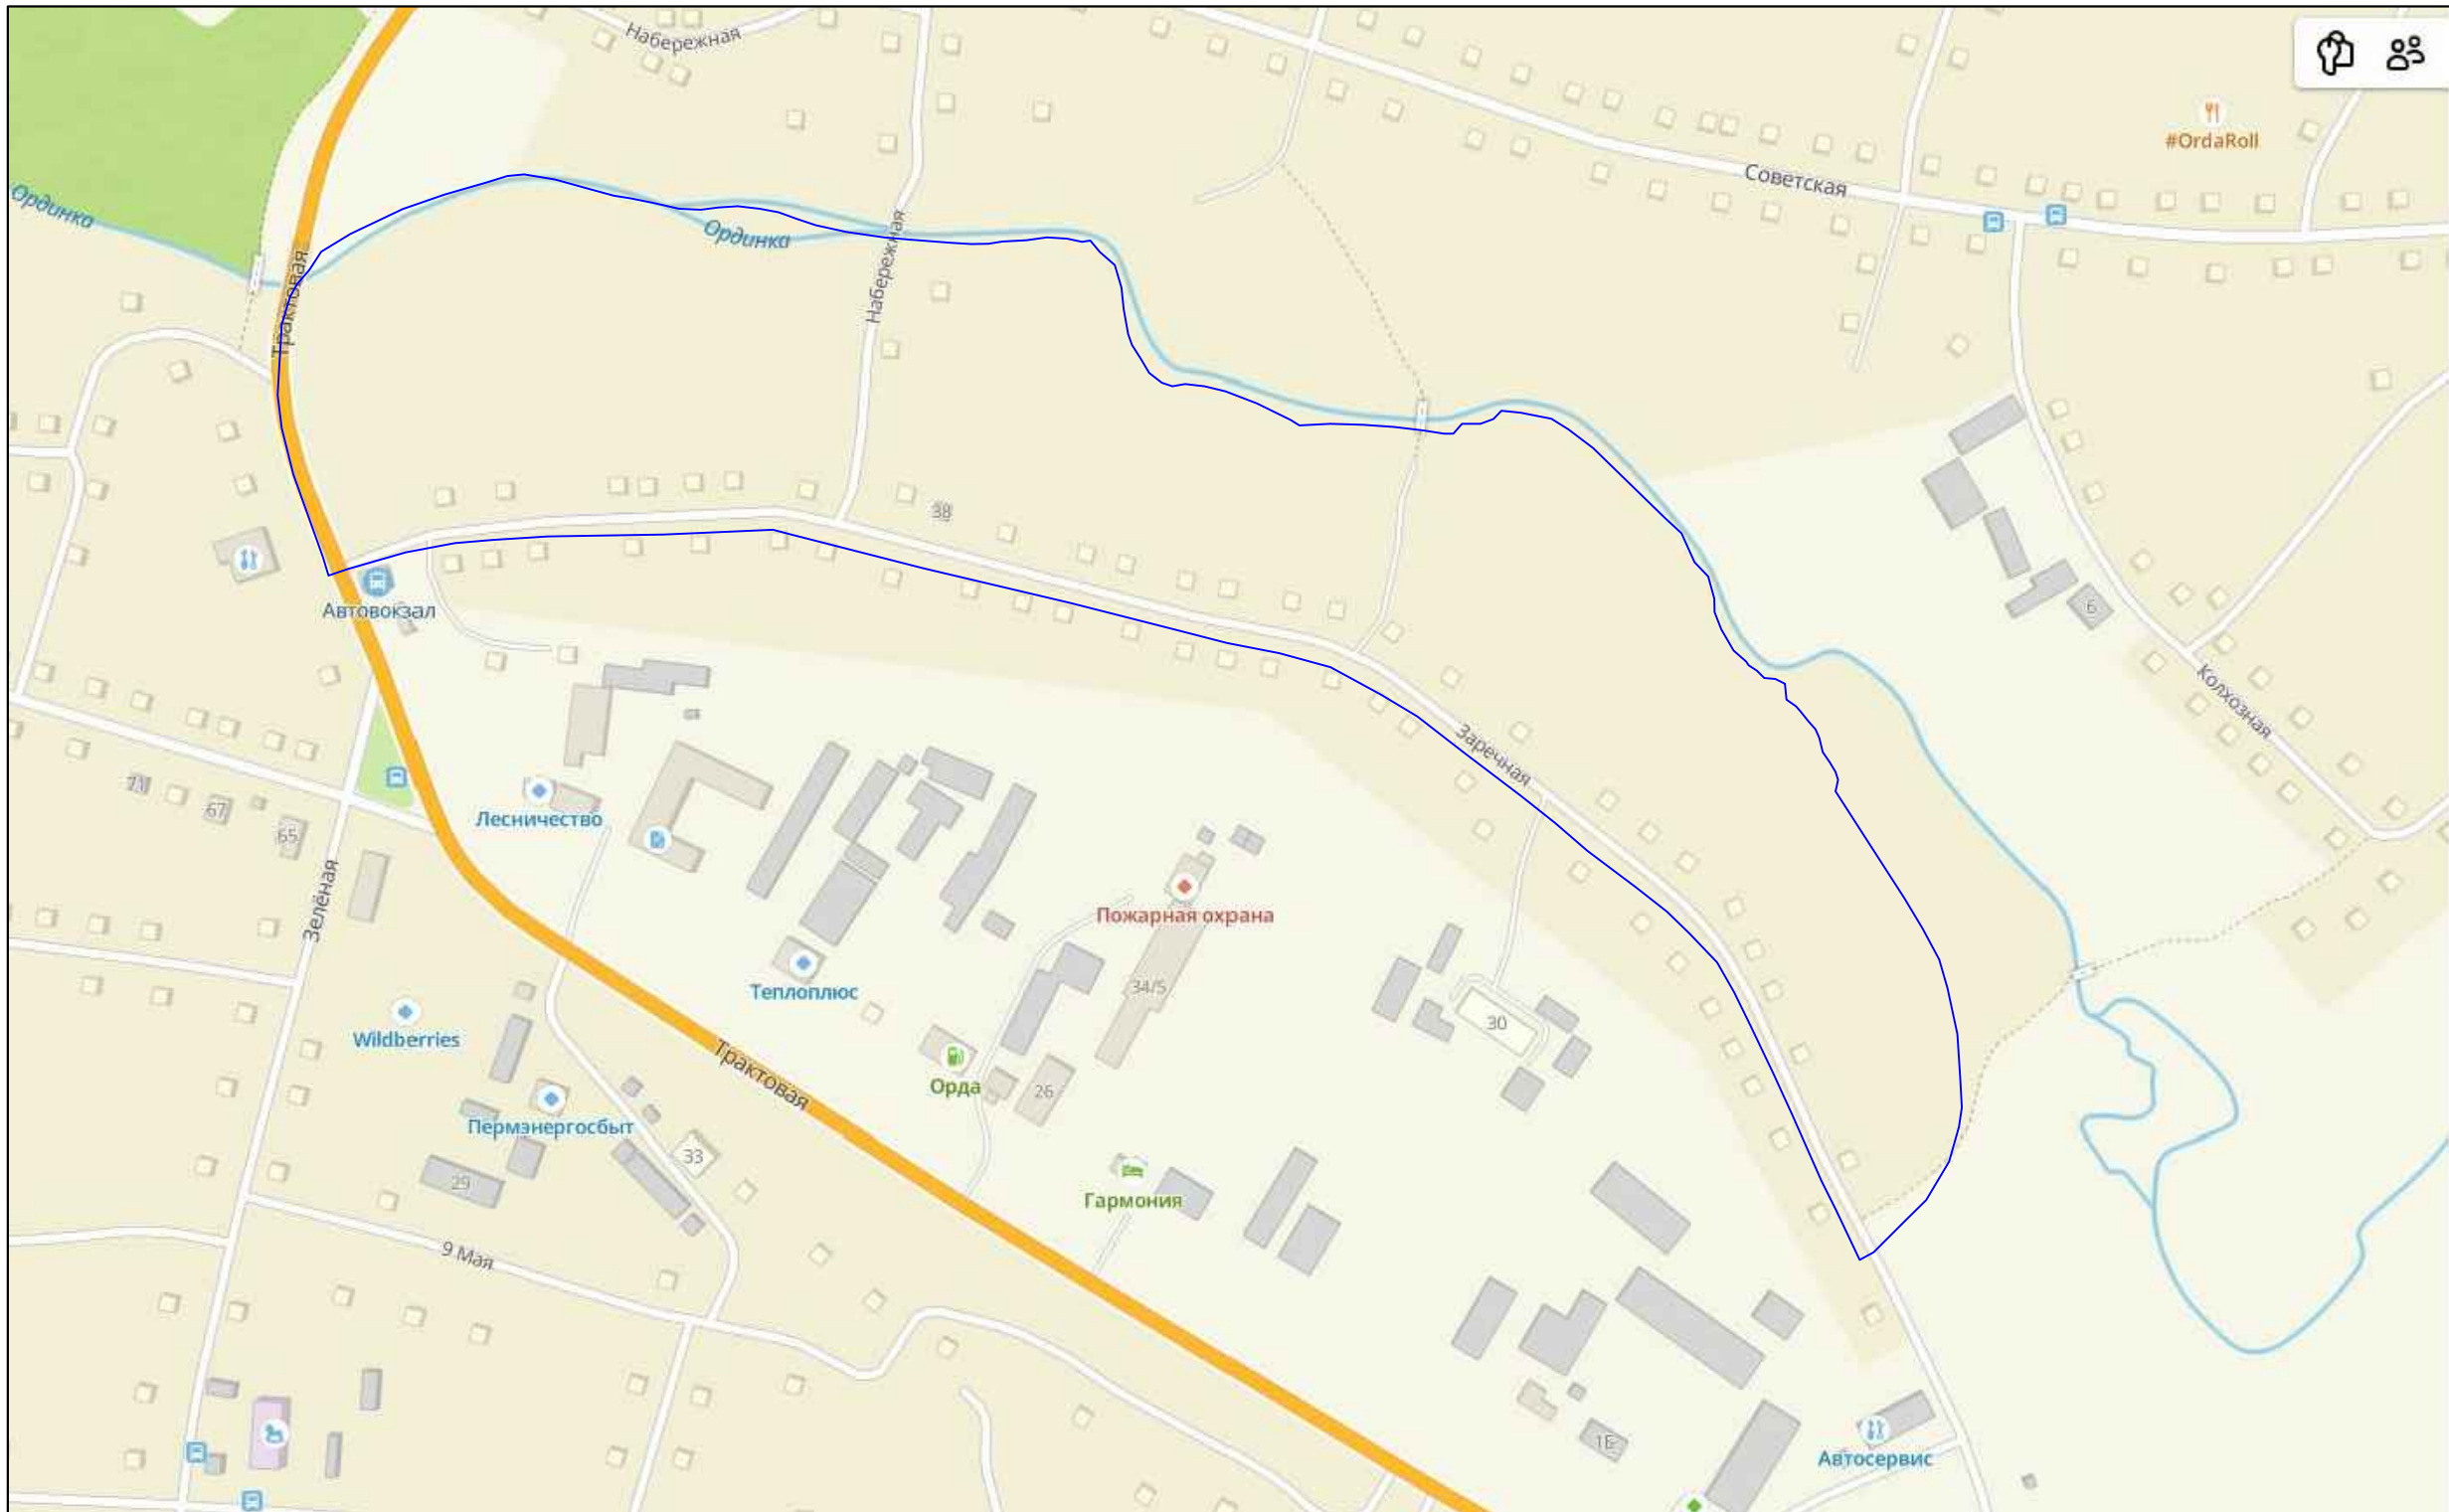 Набережная
#OrdaRoll
Советская
Ординка
Ординка
Набережная
Трактовая
38
Автовокзал
6
Колхозная
Заречная
71
67
65
Лесничество
Зелёная
Пожарная охрана
34/5
Теплоплюс
30
Wildberries
Трактовая
Орда
26
Пермэнергосбыт
33
29
Гармония
9 Мая
1Б
Автосервис